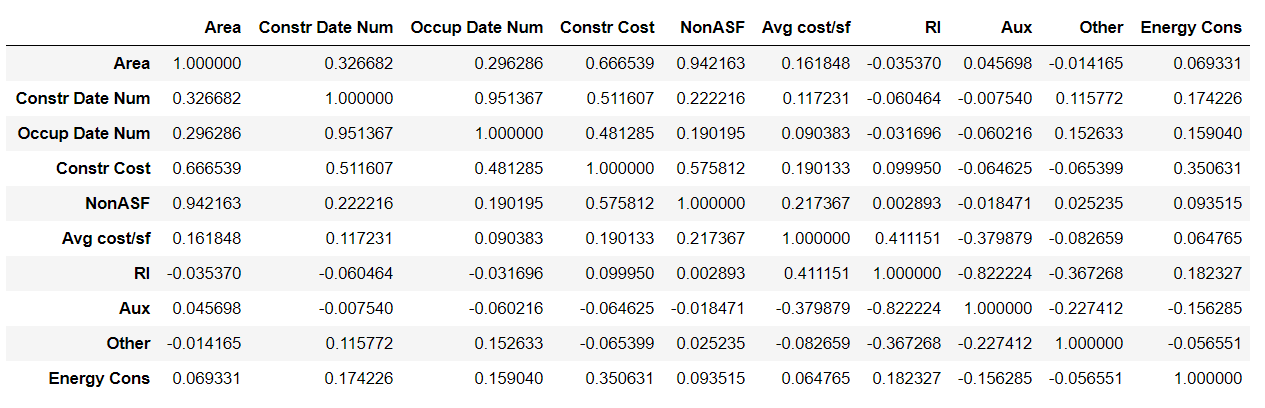 Area Constr Date Num Occup Date Num Constr Cost NonASF Avg cost/sf RI Aux Other Energy Cons
Area 1.000000 0.326682 0.296286 0.666539 0.942163 0.161848 -0.035370 0.045698 -0.014165 0.069331
Constr Date Num 0.326682 1.000000 0.951367 0.511607 0.222216 0.117231 -0.060464 -0.007540 0.115772 0.174226
Occup Date Num 0.296286 0.951367 1.000000 0.481285 0.190195 0.090383 -0.031696 -0.060216 0.152633 0.159040
Constr Cost 0.666539 0.511607 0.481285 1.000000 0.575812 0.190133 0.099950 -0.064625 -0.065399 0.350631
NonASF 0.942163 0.222216 0.190195 0.575812 1.000000 0.217367 0.002893 -0.018471 0.025235 0.093515
Avg cost/sf 0.161848 0.117231 0.090383 0.190133 0.217367 1.000000 0.411151 -0.379879 -0.082659 0.064765
RI -0.035370 -0.060464 -0.031696 0.099950 0.002893 0.411151 1.000000 -0.822224 -0.367268 0.182327
Aux 0.045698 -0.007540 -0.060216 -0.064625 -0.018471 -0.379879 -0.822224 1.000000 -0.227412 -0.156285
Other -0.014165 0.115772 0.152633 -0.065399 0.025235 -0.082659 -0.367268 -0.227412 1.000000 -0.056551
Energy Cons 0.069331 0.174226 0.159040 0.350631 0.093515 0.064765 0.182327 -0.156285 -0.056551 1.000000